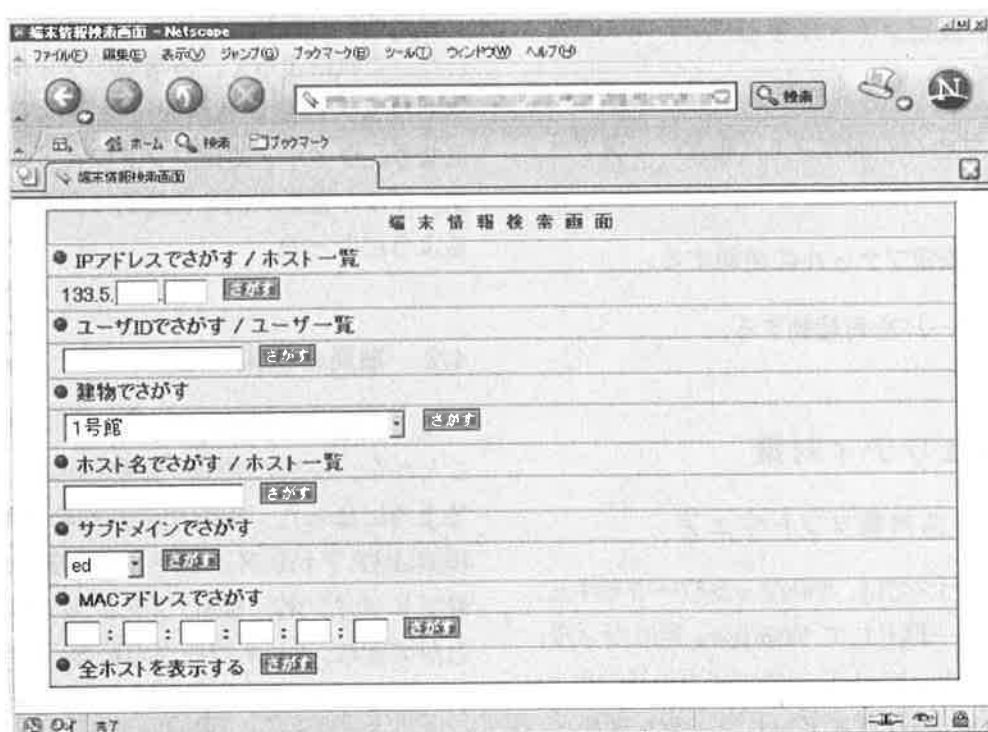 端末情報検索画面 - Netscape
ファイル(F) 編集(E) 表示(V) ジャンプ(G) ブックマーク(B) ツール(T) ウィンドウ(W) ヘルプ(H)
検索
ホーム 検索 ブックマーク
端末情報検索画面
端末情報検索画面
IPアドレスでさがす / ホスト一覧
133.5. . さがす
ユーザIDでさがす / ユーザ一覧
さがす
建物でさがす
1号館 さがす
ホスト名でさがす / ホスト一覧
さがす
サブドメインでさがす
ed さがす
MACアドレスでさがす
: : : : : さがす
全ホストを表示する さがす
完了